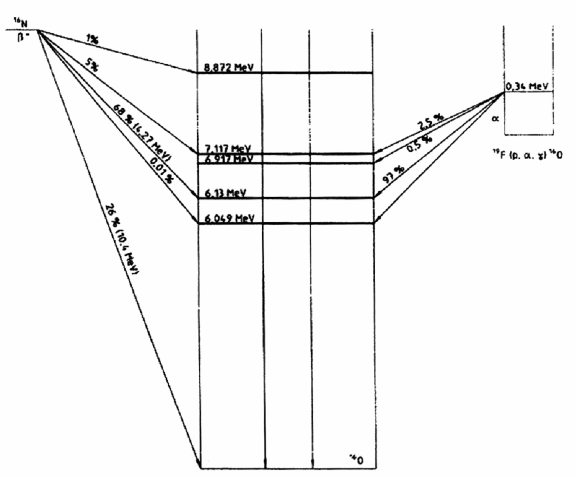 ¹⁶N
β⁻
1%
5%
68 % (4.27 MeV)
0.01 %
26 % (10.4 MeV)
8.872 MeV
7.117 MeV
6.917 MeV
6.13 MeV
6.049 MeV
¹⁶O
0,34 MeV
α
2.5 %
0.5 %
97 %
¹⁹F (p, α, γ) ¹⁶O